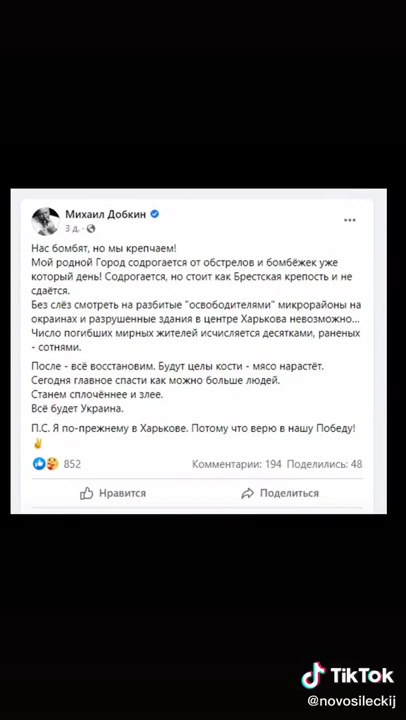 Михаил Добкин
3 д. ·
Нас бомбят, но мы крепчаем!
Мой родной Город содрогается от обстрелов и бомбёжек уже
который день! Содрогается, но стоит как Брестская крепость и не
сдаётся.
Без слёз смотреть на разбитые "освободителями" микрорайоны на
окраинах и разрушенные здания в центре Харькова невозможно...
Число погибших мирных жителей исчисляется десятками, раненых
- сотнями.
После - всё восстановим. Будут целы кости - мясо нарастёт.
Сегодня главное спасти как можно больше людей.
Станем сплочённее и злее.
Всё будет Украина.
П.С. Я по-прежнему в Харькове. Потому что верю в нашу Победу!
✌️
852
Комментарии: 194 Поделились: 48
Нравится
Поделиться
TikTok
@novosileckij